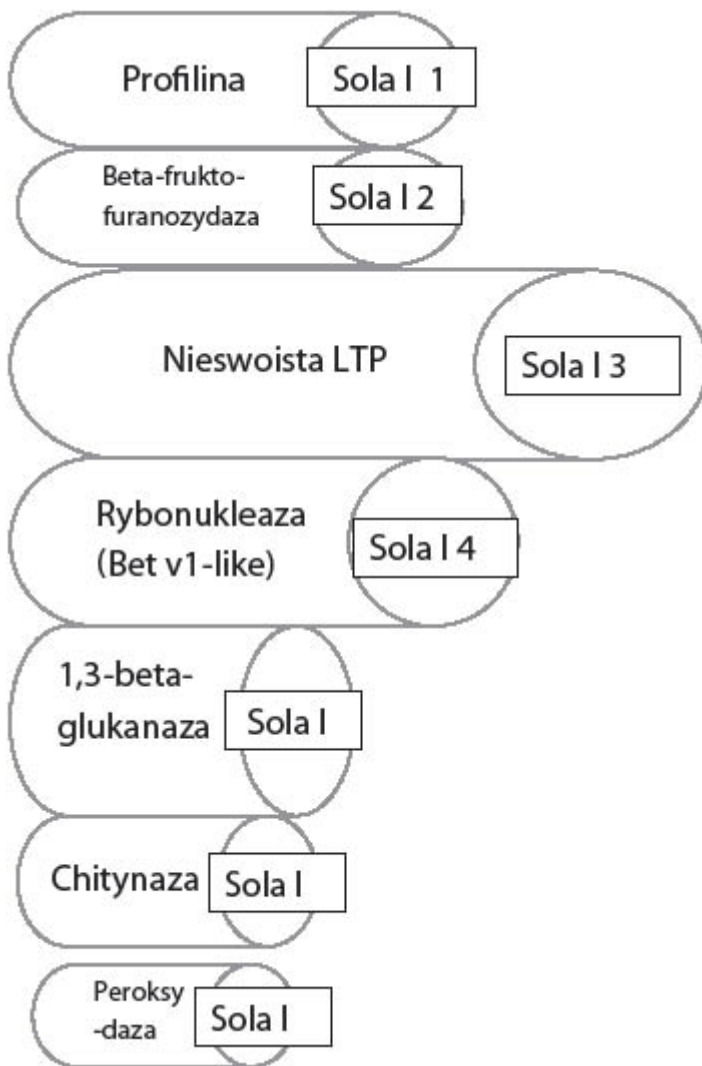 Profilina
Sola l 1
Beta-frukto-
furanozydaza
Sola l 2
Nieswoista LTP
Sola l 3
Rybonukleaza
(Bet v1-like)
Sola l 4
1,3-beta-
glukanaza
Sola l
Chitynaza
Sola l
Peroksy
-daza
Sola l